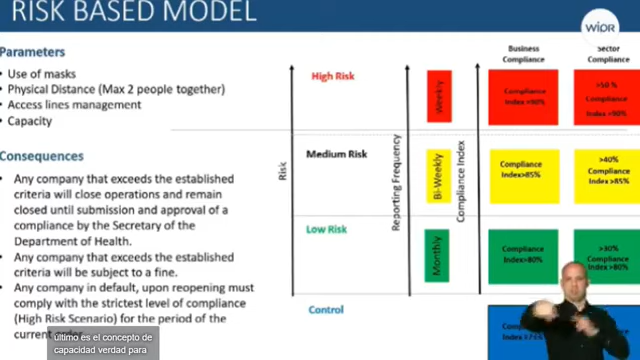 RISK BASED MODEL
WIPR
Parameters
• Use of masks
• Physical Distance (Max 2 people together)
• Access lines management
• Capacity
Consequences
• Any company that exceeds the established
criteria will close operations and remain
closed until submission and approval of a
compliance by the Secretary of the
Department of Health.
• Any company that exceeds the established
criteria will be subject to a fine.
• Any company in default, upon reopening must
comply with the strictest level of compliance
(High Risk Scenario) for the period of the
current order.
último es el concepto de
capacidad verdad para
Risk
High Risk
Medium Risk
Low Risk
Control
Reporting Frequency
Weekly
Bi-Weekly
Monthly
Compliance Index
Business
Compliance
Compliance
Index >90%
Compliance
Index>85%
Compliance
Index>80%
Sector
Compliance
>50 %
Compliance
Index >90%
>40%
Compliance
Index>85%
>30%
Compliance
Index>80%